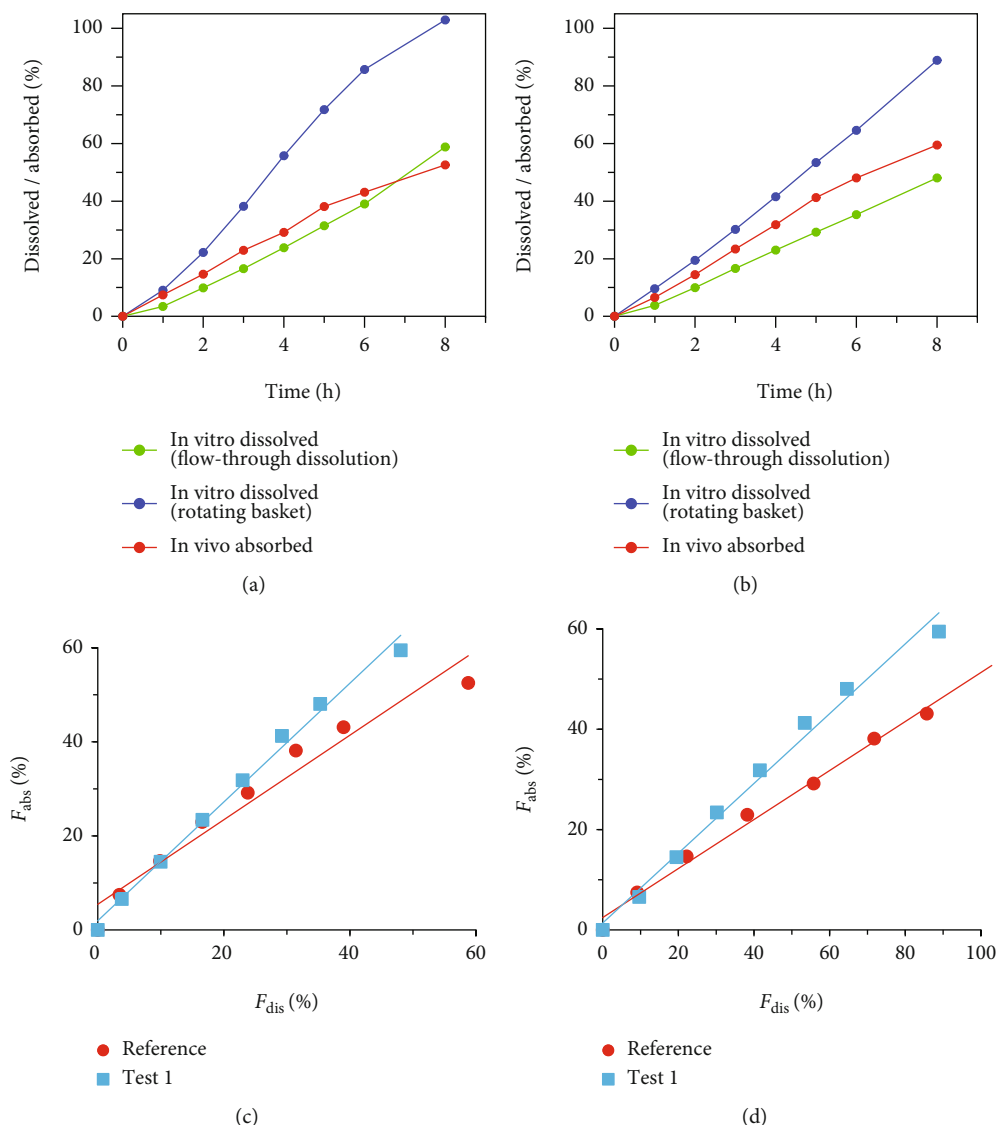 Dissolved / absorbed (%)
100
80
60
40
20
0
0 2 4 6 8
Time (h)
In vitro dissolved
(flow-through dissolution)
In vitro dissolved
(rotating basket)
In vivo absorbed
(a)
Dissolved / absorbed (%)
100
80
60
40
20
0
0 2 4 6 8
Time (h)
In vitro dissolved
(flow-through dissolution)
In vitro dissolved
(rotating basket)
In vivo absorbed
(b)
Fabs (%)
60
40
20
0
0 20 40 60
Fdis (%)
Reference
Test 1
(c)
Fabs (%)
60
40
20
0
0 20 40 60 80 100
Fdis (%)
Reference
Test 1
(d)